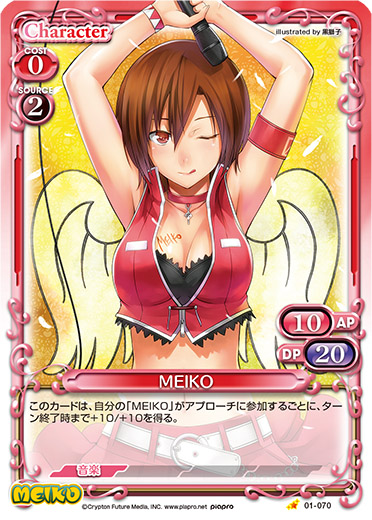 Character
illustrated by 黒獅子
COST
0
SOURCE
2
Meiko
10 AP
DP 20
MEIKO
このカードは、自分の「MEIKO」がアプローチに参加するごとに、ター
ン終了時まで+10/+10を得る。
音楽
MEIKO
©Crypton Future Media, INC. www.piapro.net piapro
01-070